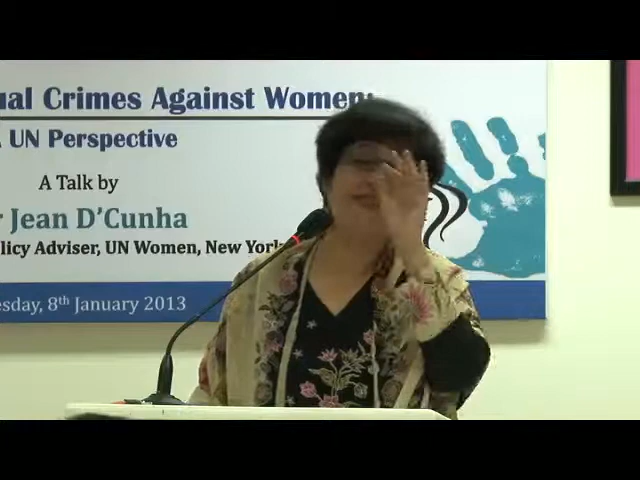 ual Crimes Against Women:
UN Perspective
A Talk by
r Jean D'Cunha
licy Adviser, UN Women, New York
esday, 8th January 2013